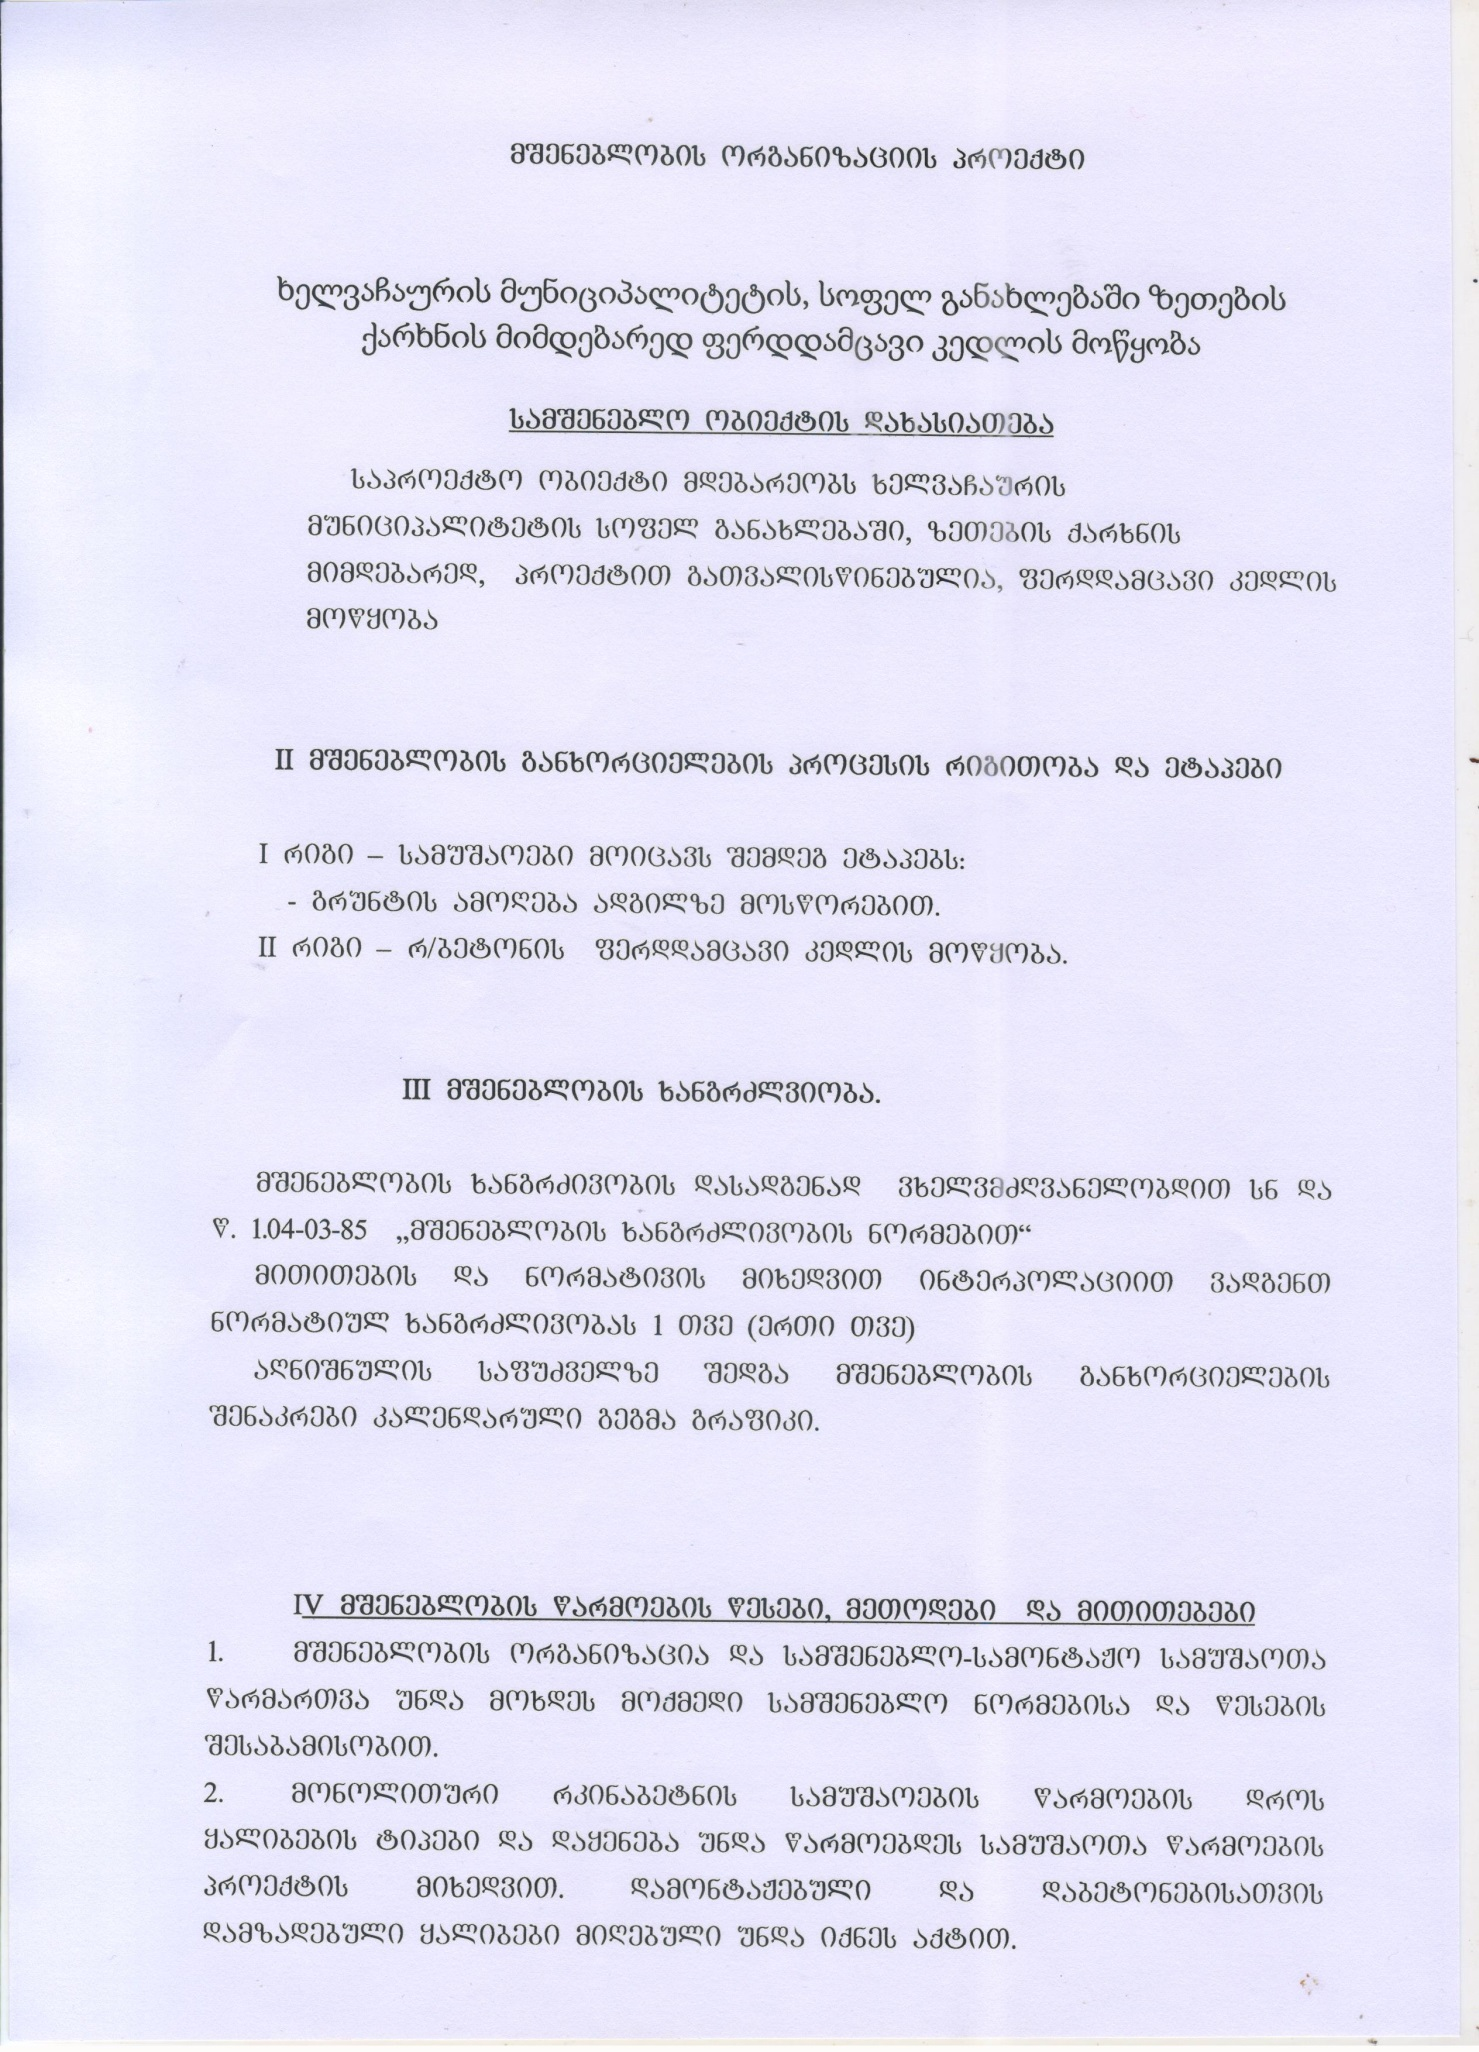 მშენებლობის ორგანიზაციის პროექტი
ხელვაჩაურის მუნიციპალიტეტის, სოფელ განახლებაში ზეთების
ქარხნის მიმდებარედ ფერდდამცავი კედლის მოწყობა
სამშენებლო ობიექტის დახასიათება
საპროექტო ობიექტი მდებარეობს ხელვაჩაურის
მუნიციპალიტეტის სოფელ განახლებაში, ზეთების ქარხნის
მიმდებარედ, პროექტით გათვალისწინებულია, ფერდდამცავი კედლის
მოწყობა
II მშენებლობის განხორციელების პროცესის რიგითობა და ეტაპები
I რიგი – სამუშაოები მოიცავს შემდეგ ეტაპებს:
- გრუნტის ამოღება ადგილზე მოსწორებით.
II რიგი – რ/ბეტონის ფერდდამცავი კედლის მოწყობა.
III მშენებლობის ხანგრძლვიობა.
მშენებლობის ხანგრძივობის დასადგენად ვხელვმძღვანელობდით სნ და
წ. 1.04-03-85 „მშენებლობის ხანგრძლივობის ნორმებით“
მითითების და ნორმატივის მიხედვით ინტერპოლაციით ვადგენთ
ნორმატიულ ხანგრძლივობას 1 თვე (ერთი თვე)
აღნიშნულის საფუძველზე შედგა მშენებლობის განხორციელების
შენაკრები კალენდარული გეგმა გრაფიკი.
IV მშენებლობის წარმოების წესები, მეთოდები და მითითებები
1. მშენებლობის ორგანიზაცია და სამშენებლო-სამონტაჟო სამუშაოთა
წარმართვა უნდა მოხდეს მოქმედი სამშენებლო ნორმებისა და წესების
შესაბამისობით.
2. მონოლითური რკინაბეტნის სამუშაოების წარმოების დროს
ყალიბების ტიპები და დაყენება უნდა წარმოებდეს სამუშაოთა წარმოების
პროექტის მიხედვით. დამონტაჟებული და დაბეტონებისათვის
დამზადებული ყალიბები მიღებული უნდა იქნეს აქტით.